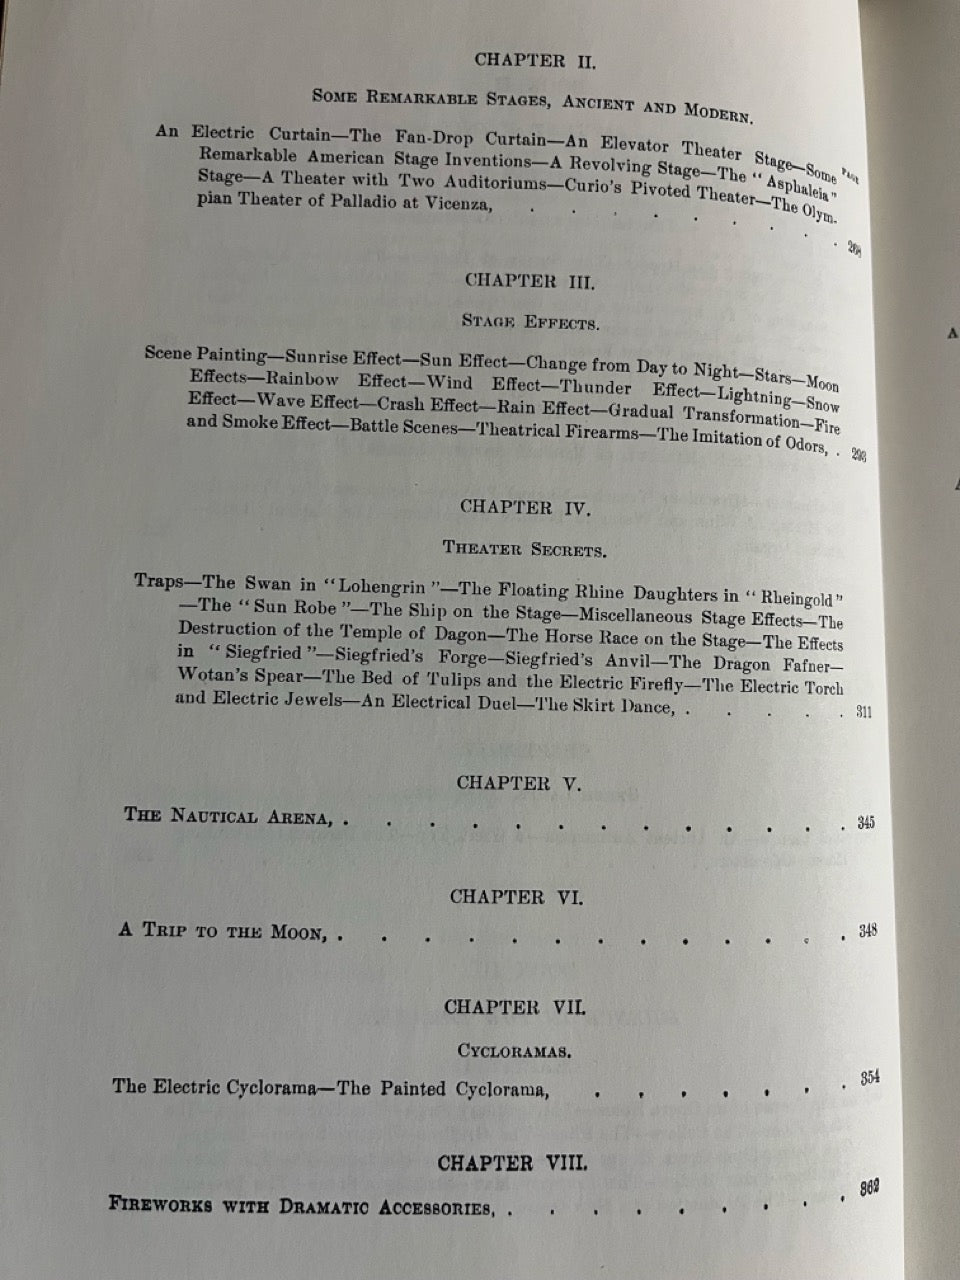 CHAPTER II.
SOME REMARKABLE STAGES, ANCIENT AND MODERN.
PAGE
An Electric Curtain—The Fan-Drop Curtain—An Elevator Theater Stage—Some
Remarkable American Stage Inventions—A Revolving Stage—The “Asphaleia”
Stage—A Theater with Two Auditoriums—Curio's Pivoted Theater—The Olym-
pian Theater of Palladio at Vicenza, . . . . . . . . . 268
CHAPTER III.
STAGE EFFECTS.
Scene Painting—Sunrise Effect—Sun Effect—Change from Day to Night—Stars—Moon
Effects—Rainbow Effect—Wind Effect—Thunder Effect—Lightning—Snow
Effect—Wave Effect—Crash Effect—Rain Effect—Gradual Transformation—Fire
and Smoke Effect—Battle Scenes—Theatrical Firearms—The Imitation of Odors, . 293
CHAPTER IV.
THEATER SECRETS.
Traps—The Swan in “Lohengrin”—The Floating Rhine Daughters in “Rheingold”
—The “Sun Robe”—The Ship on the Stage—Miscellaneous Stage Effects—The
Destruction of the Temple of Dagon—The Horse Race on the Stage—The Effects
in “Siegfried”—Siegfried's Forge—Siegfried's Anvil—The Dragon Fafner—
Wotan's Spear—The Bed of Tulips and the Electric Firefly—The Electric Torch
and Electric Jewels—An Electrical Duel—The Skirt Dance, . . . . . 311
CHAPTER V.
THE NAUTICAL ARENA, . . . . . . . . . . . . . 345
CHAPTER VI.
A TRIP TO THE MOON, . . . . . . . . . . . . . 348
CHAPTER VII.
CYCLORAMAS.
The Electric Cyclorama—The Painted Cyclorama, . . . . . . . 354
CHAPTER VIII.
FIREWORKS WITH DRAMATIC ACCESSORIES, . . . . . . . . . 362